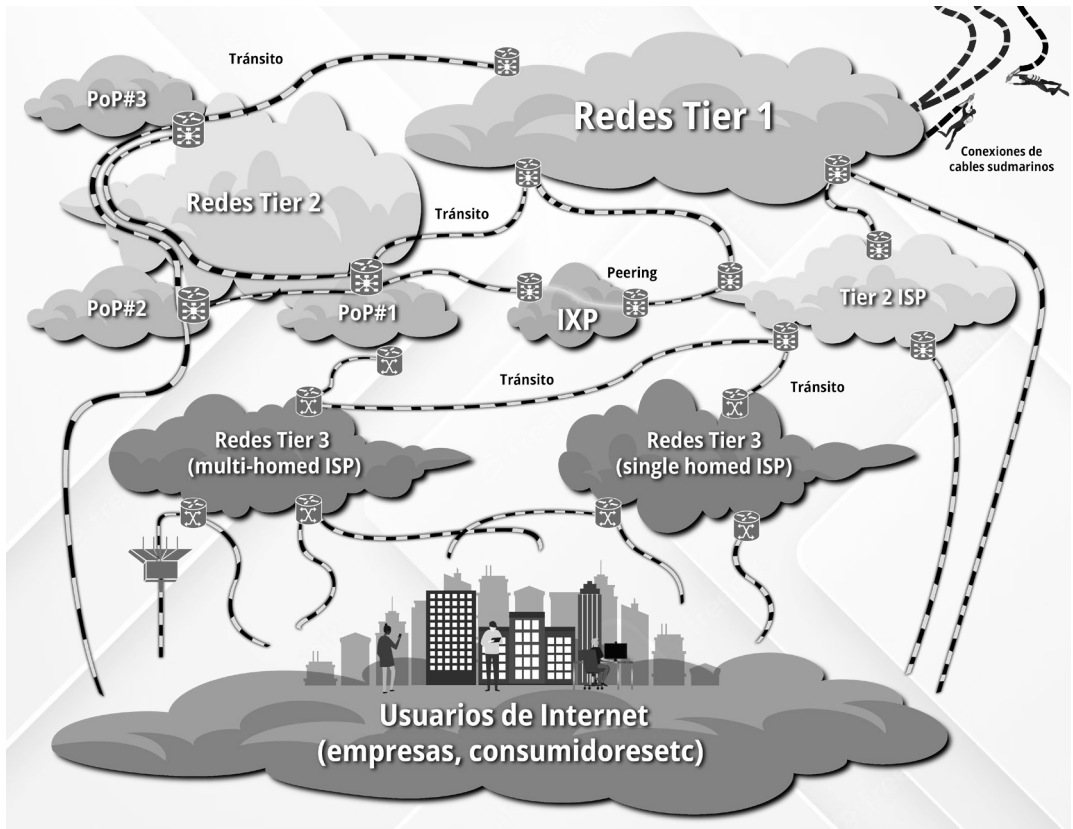 Tránsito
PoP#3
Redes Tier 1
Conexiones de
cables sudmarinos
Redes Tier 2
Tránsito
Peering
Tier 2 ISP
PoP#2
PoP#1
IXP
Tránsito
Tránsito
Redes Tier 3
(multi-homed ISP)
Redes Tier 3
(single homed ISP)
Usuarios de Internet
(empresas, consumidoresetc)